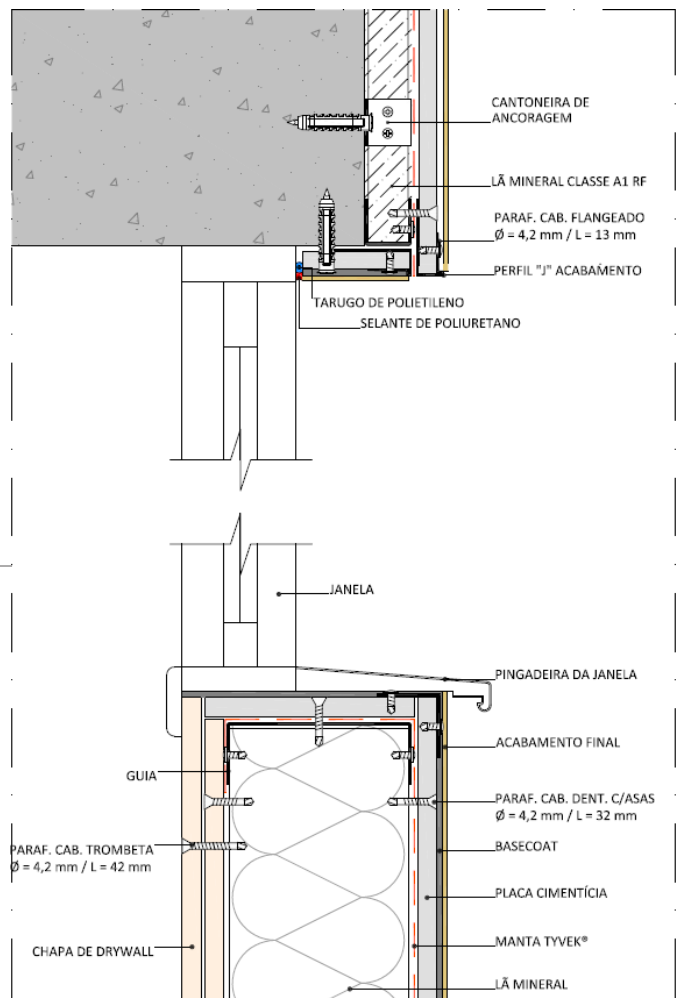 CANTONEIRA DE
ANCORAGEM
LÃ MINERAL CLASSE A1 RF
PARAF. CAB. FLANGEADO
Ø = 4,2 mm / L = 13 mm
PERFIL "J" ACABAMENTO
TARUGO DE POLIETILENO
SELANTE DE POLIURETANO
JANELA
PINGADEIRA DA JANELA
ACABAMENTO FINAL
GUIA
PARAF. CAB. DENT. C/ASAS
Ø = 4,2 mm / L = 32 mm
BASECOAT
PARAF. CAB. TROMBETA
Ø = 4,2 mm / L = 42 mm
PLACA CIMENTÍCIA
CHAPA DE DRYWALL
MANTA TYVEK®
LÃ MINERAL